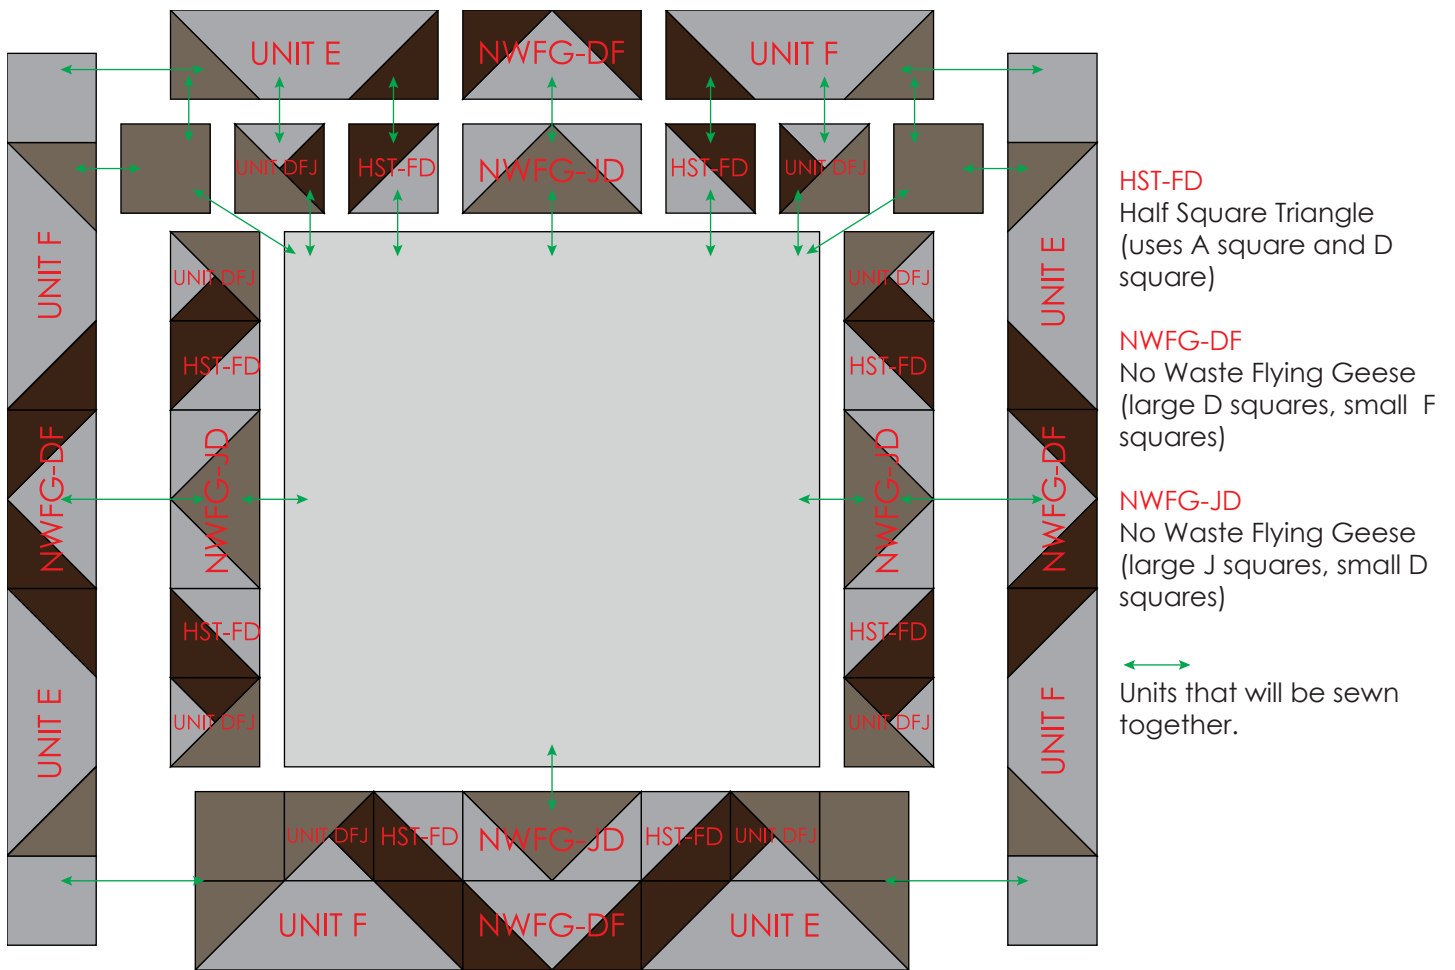 UNIT E
NWFG-DF
UNIT F
UNIT DFJ
HST-FD
NWFG-JD
HST-FD
UNIT DFJ
UNIT F
UNIT DFJ
HST-FD
NWFG-JD
HST-FD
UNIT DFJ
NWFG-DF
UNIT E
UNIT DFJ
HST-FD
NWFG-JD
HST-FD
UNIT DFJ
UNIT E
NWFG-DF
UNIT F
UNIT DFJ
HST-FD
NWFG-JD
HST-FD
UNIT DFJ
UNIT F
NWFG-DF
UNIT E
HST-FD
Half Square Triangle
(uses A square and D
square)
NWFG-DF
No Waste Flying Geese
(large D squares, small F
squares)
NWFG-JD
No Waste Flying Geese
(large J squares, small D
squares)
Units that will be sewn
together.